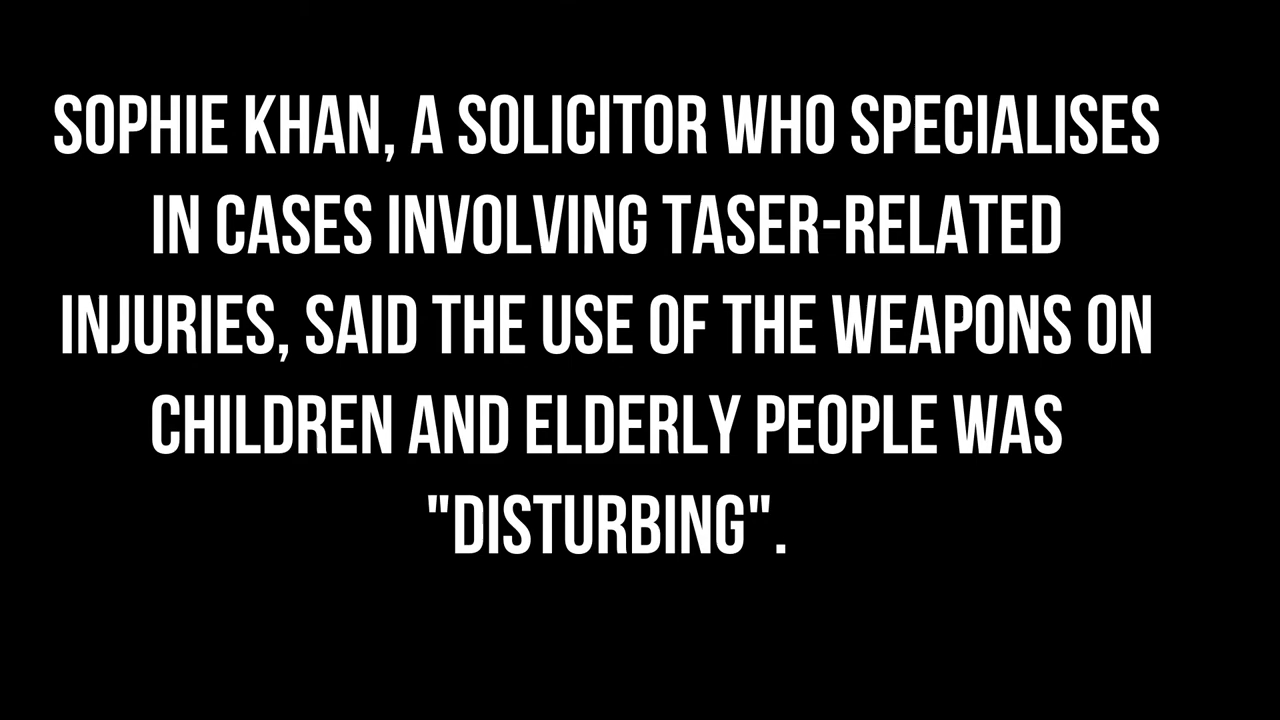 SOPHIE KHAN, A SOLICITOR WHO SPECIALISES
IN CASES INVOLVING TASER-RELATED
INJURIES, SAID THE USE OF THE WEAPONS ON
CHILDREN AND ELDERLY PEOPLE WAS
"DISTURBING".